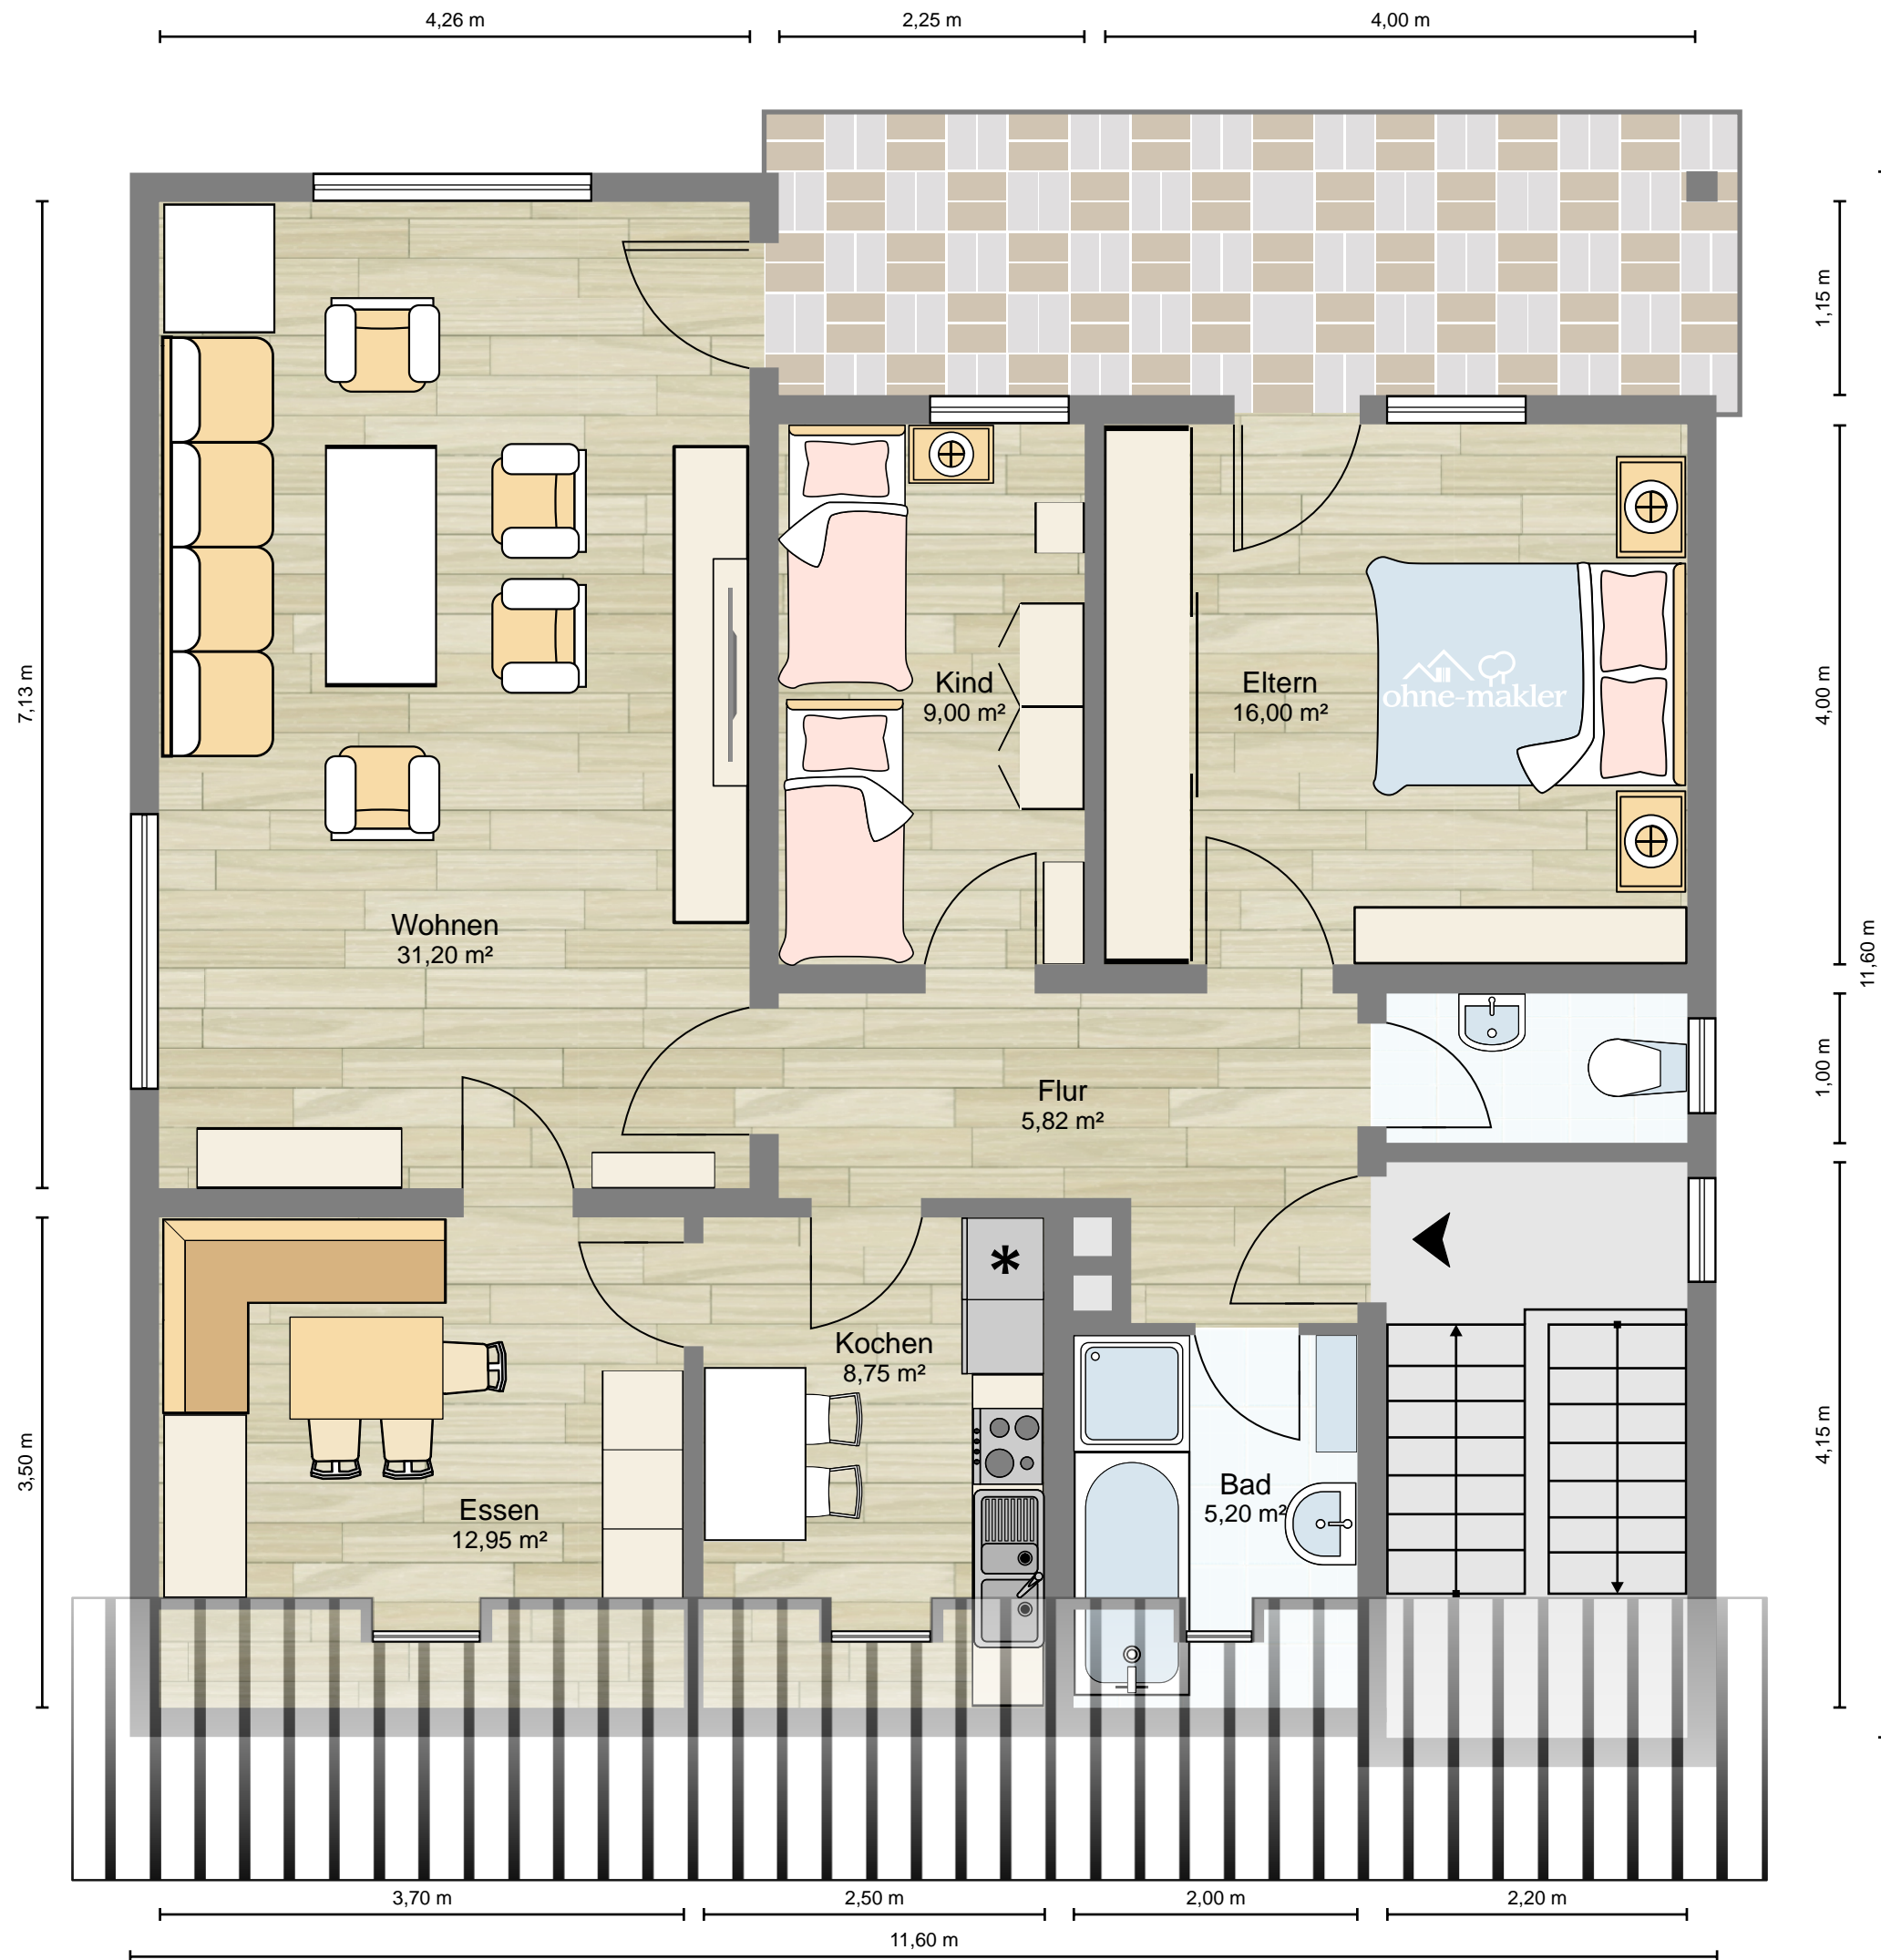 4,26 m
2,25 m
4,00 m
1,15 m
7,13 m
Kind
9,00 m²
Eltern
16,00 m²
ohne-makler
4,00 m
Wohnen
31,20 m²
11,60 m
Flur
5,82 m²
1,00 m
*
Kochen
8,75 m²
3,50 m
Essen
12,95 m²
Bad
5,20 m²
4,15 m
3,70 m
2,50 m
2,00 m
2,20 m
11,60 m